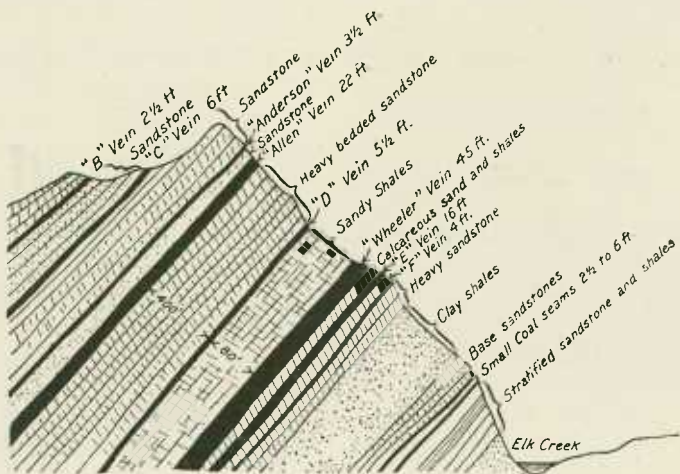 "B" Vein 2½ ft
Sandstone
"C" Vein 6ft
Sandstone
"Anderson" Vein 3½ Ft.
Sandstone
"Allen" Vein 22 ft
Heavy bedded sandstone
"D" Vein 5½ ft.
Sandy Shales
"Wheeler" Vein 45 ft.
Calcareous sand and shales
"E" Vein 16 ft
"F" Vein 4 ft.
Heavy sandstone
Clay shales
Base sandstones
Small Coal seams 2½ to 6 ft
Stratified sandstone and shales
Elk Creek
400'
80'